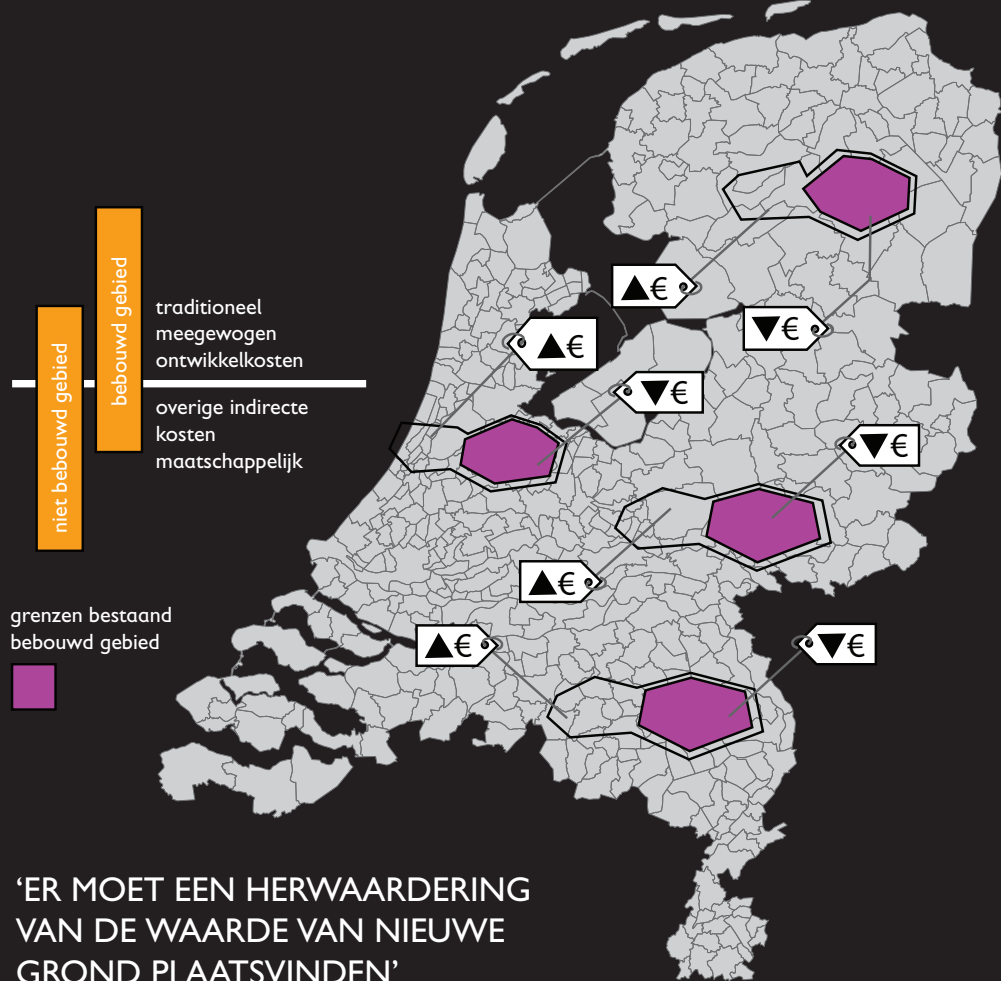 bebouwd gebied
niet bebouwd gebied
traditioneel
meegewogen
ontwikkelkosten
overige indirecte
kosten
maatschappelijk
grenzen bestaand
bebouwd gebied
▲€
▼€
▲€
▼€
▼€
▲€
▲€
▼€
‘ER MOET EEN HERWAARDERING
VAN DE WAARDE VAN NIEUWE
GROND PLAATSVINDEN’